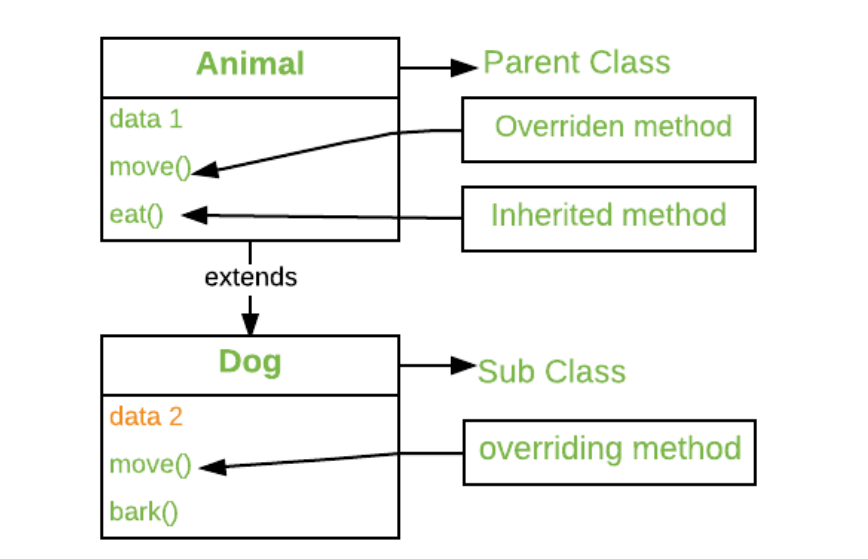 Animal
Parent Class
data 1
Overriden method
move()
eat()
Inherited method
extends
Dog
Sub Class
data 2
move()
overriding method
bark()